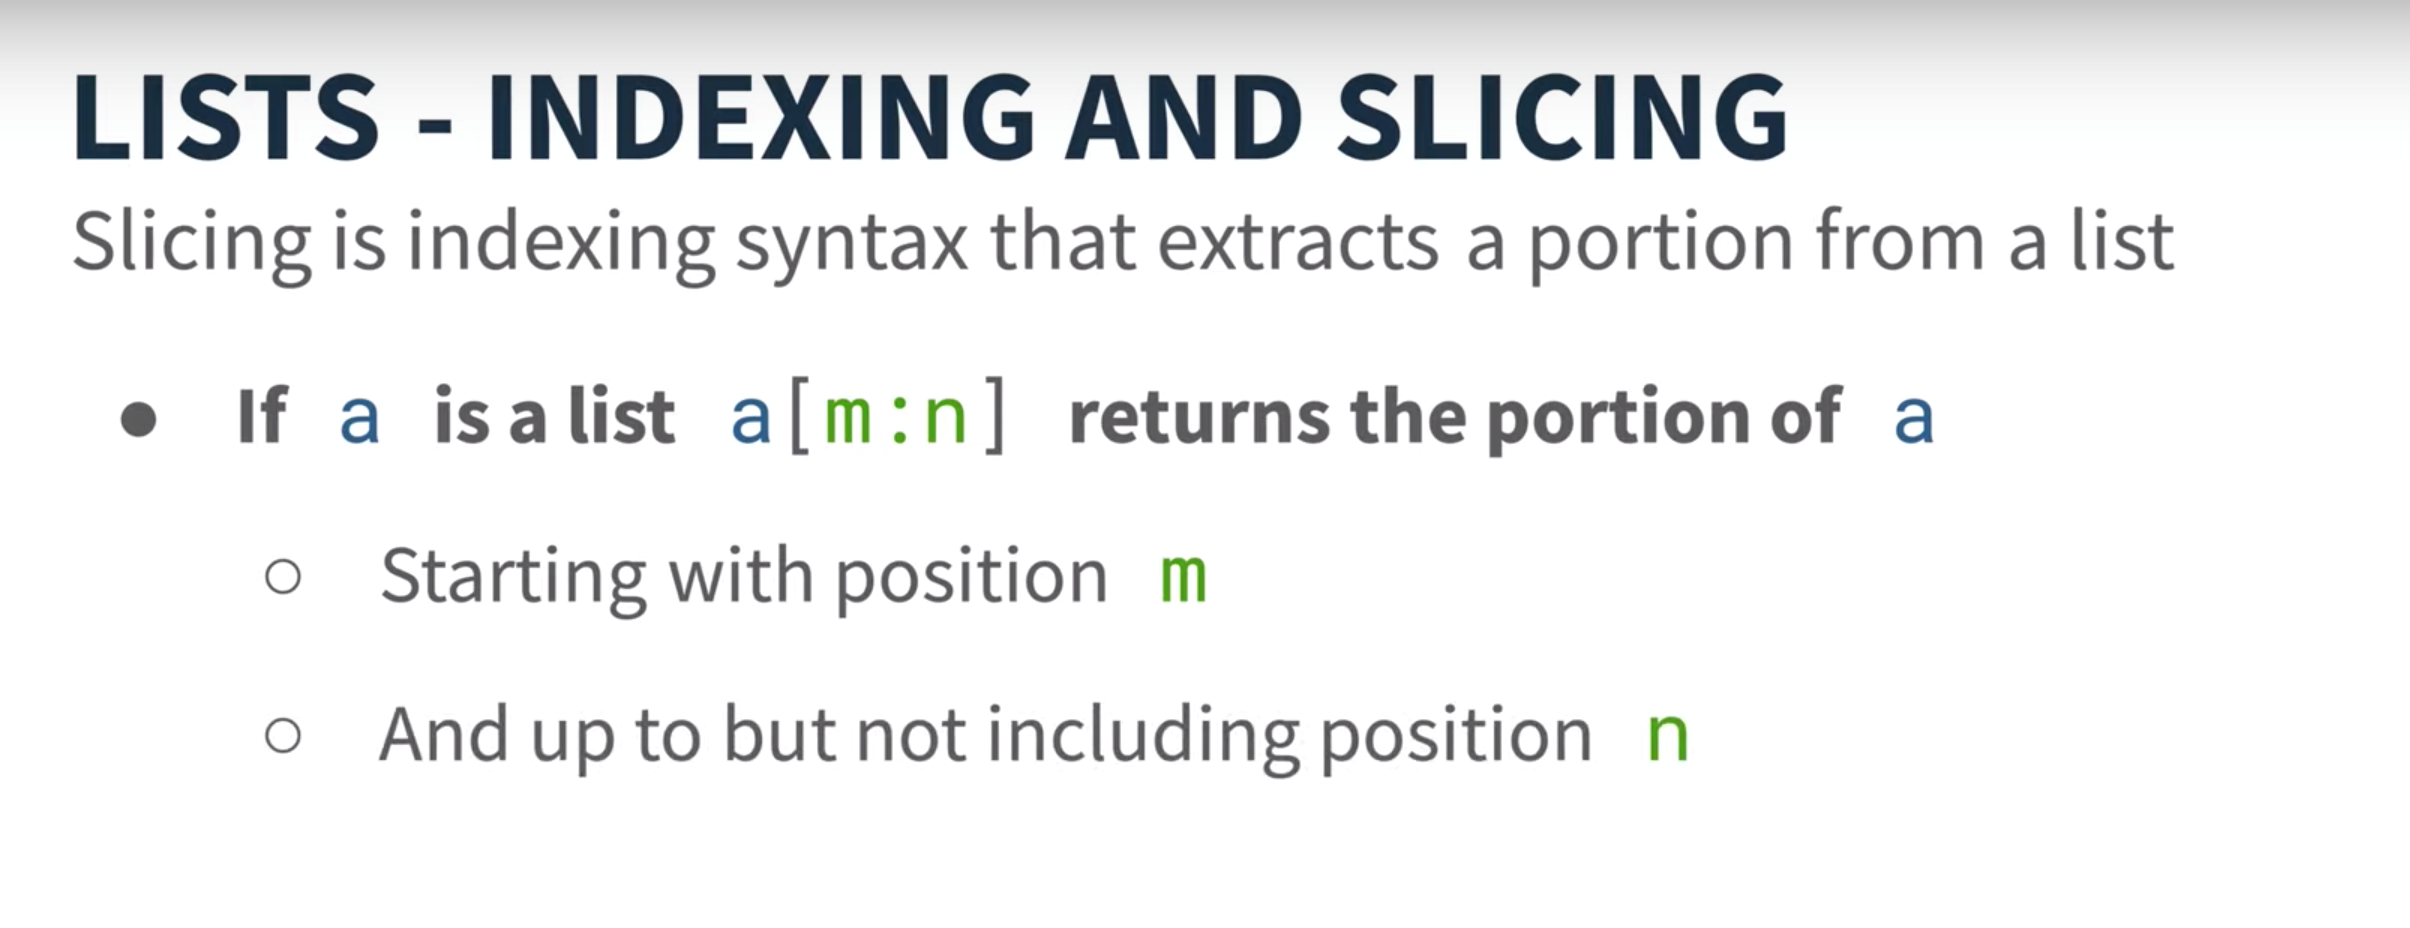 LISTS - INDEXING AND SLICING
Slicing is indexing syntax that extracts a portion from a list
● If a is a list a[m:n] returns the portion of a
○ Starting with position m
○ And up to but not including position n